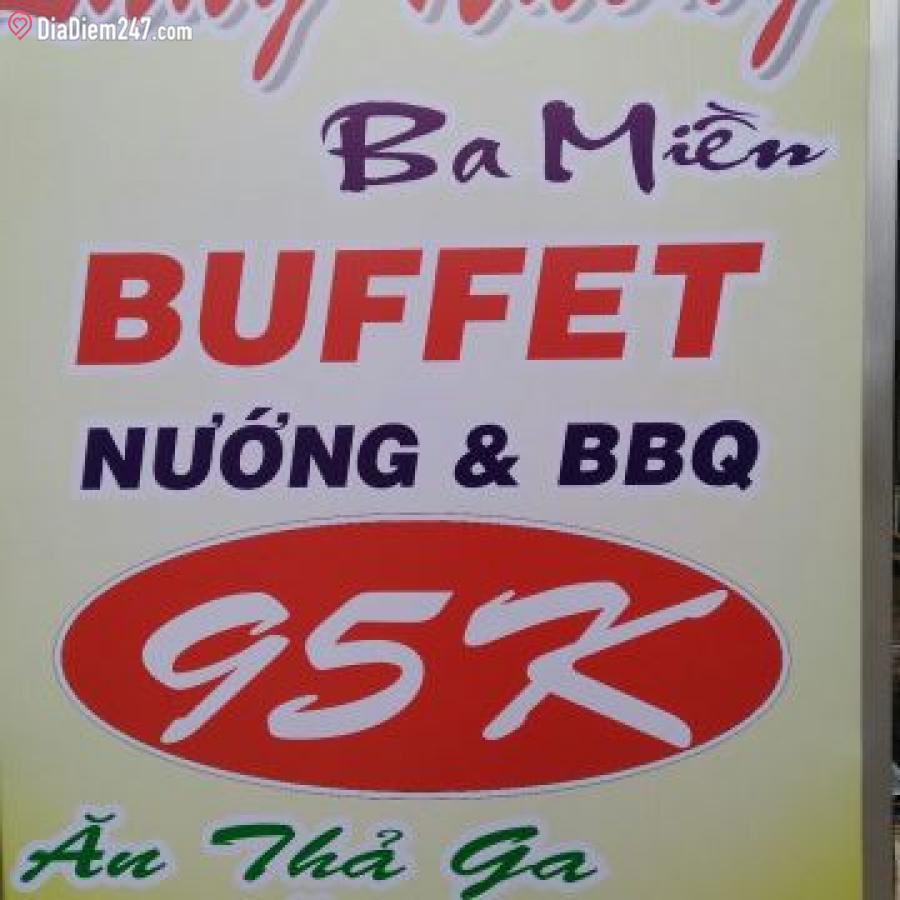 DiaDiem247.com
Ba Miền
BUFFET
NƯỚNG & BBQ
95K
Ăn Thả Ga